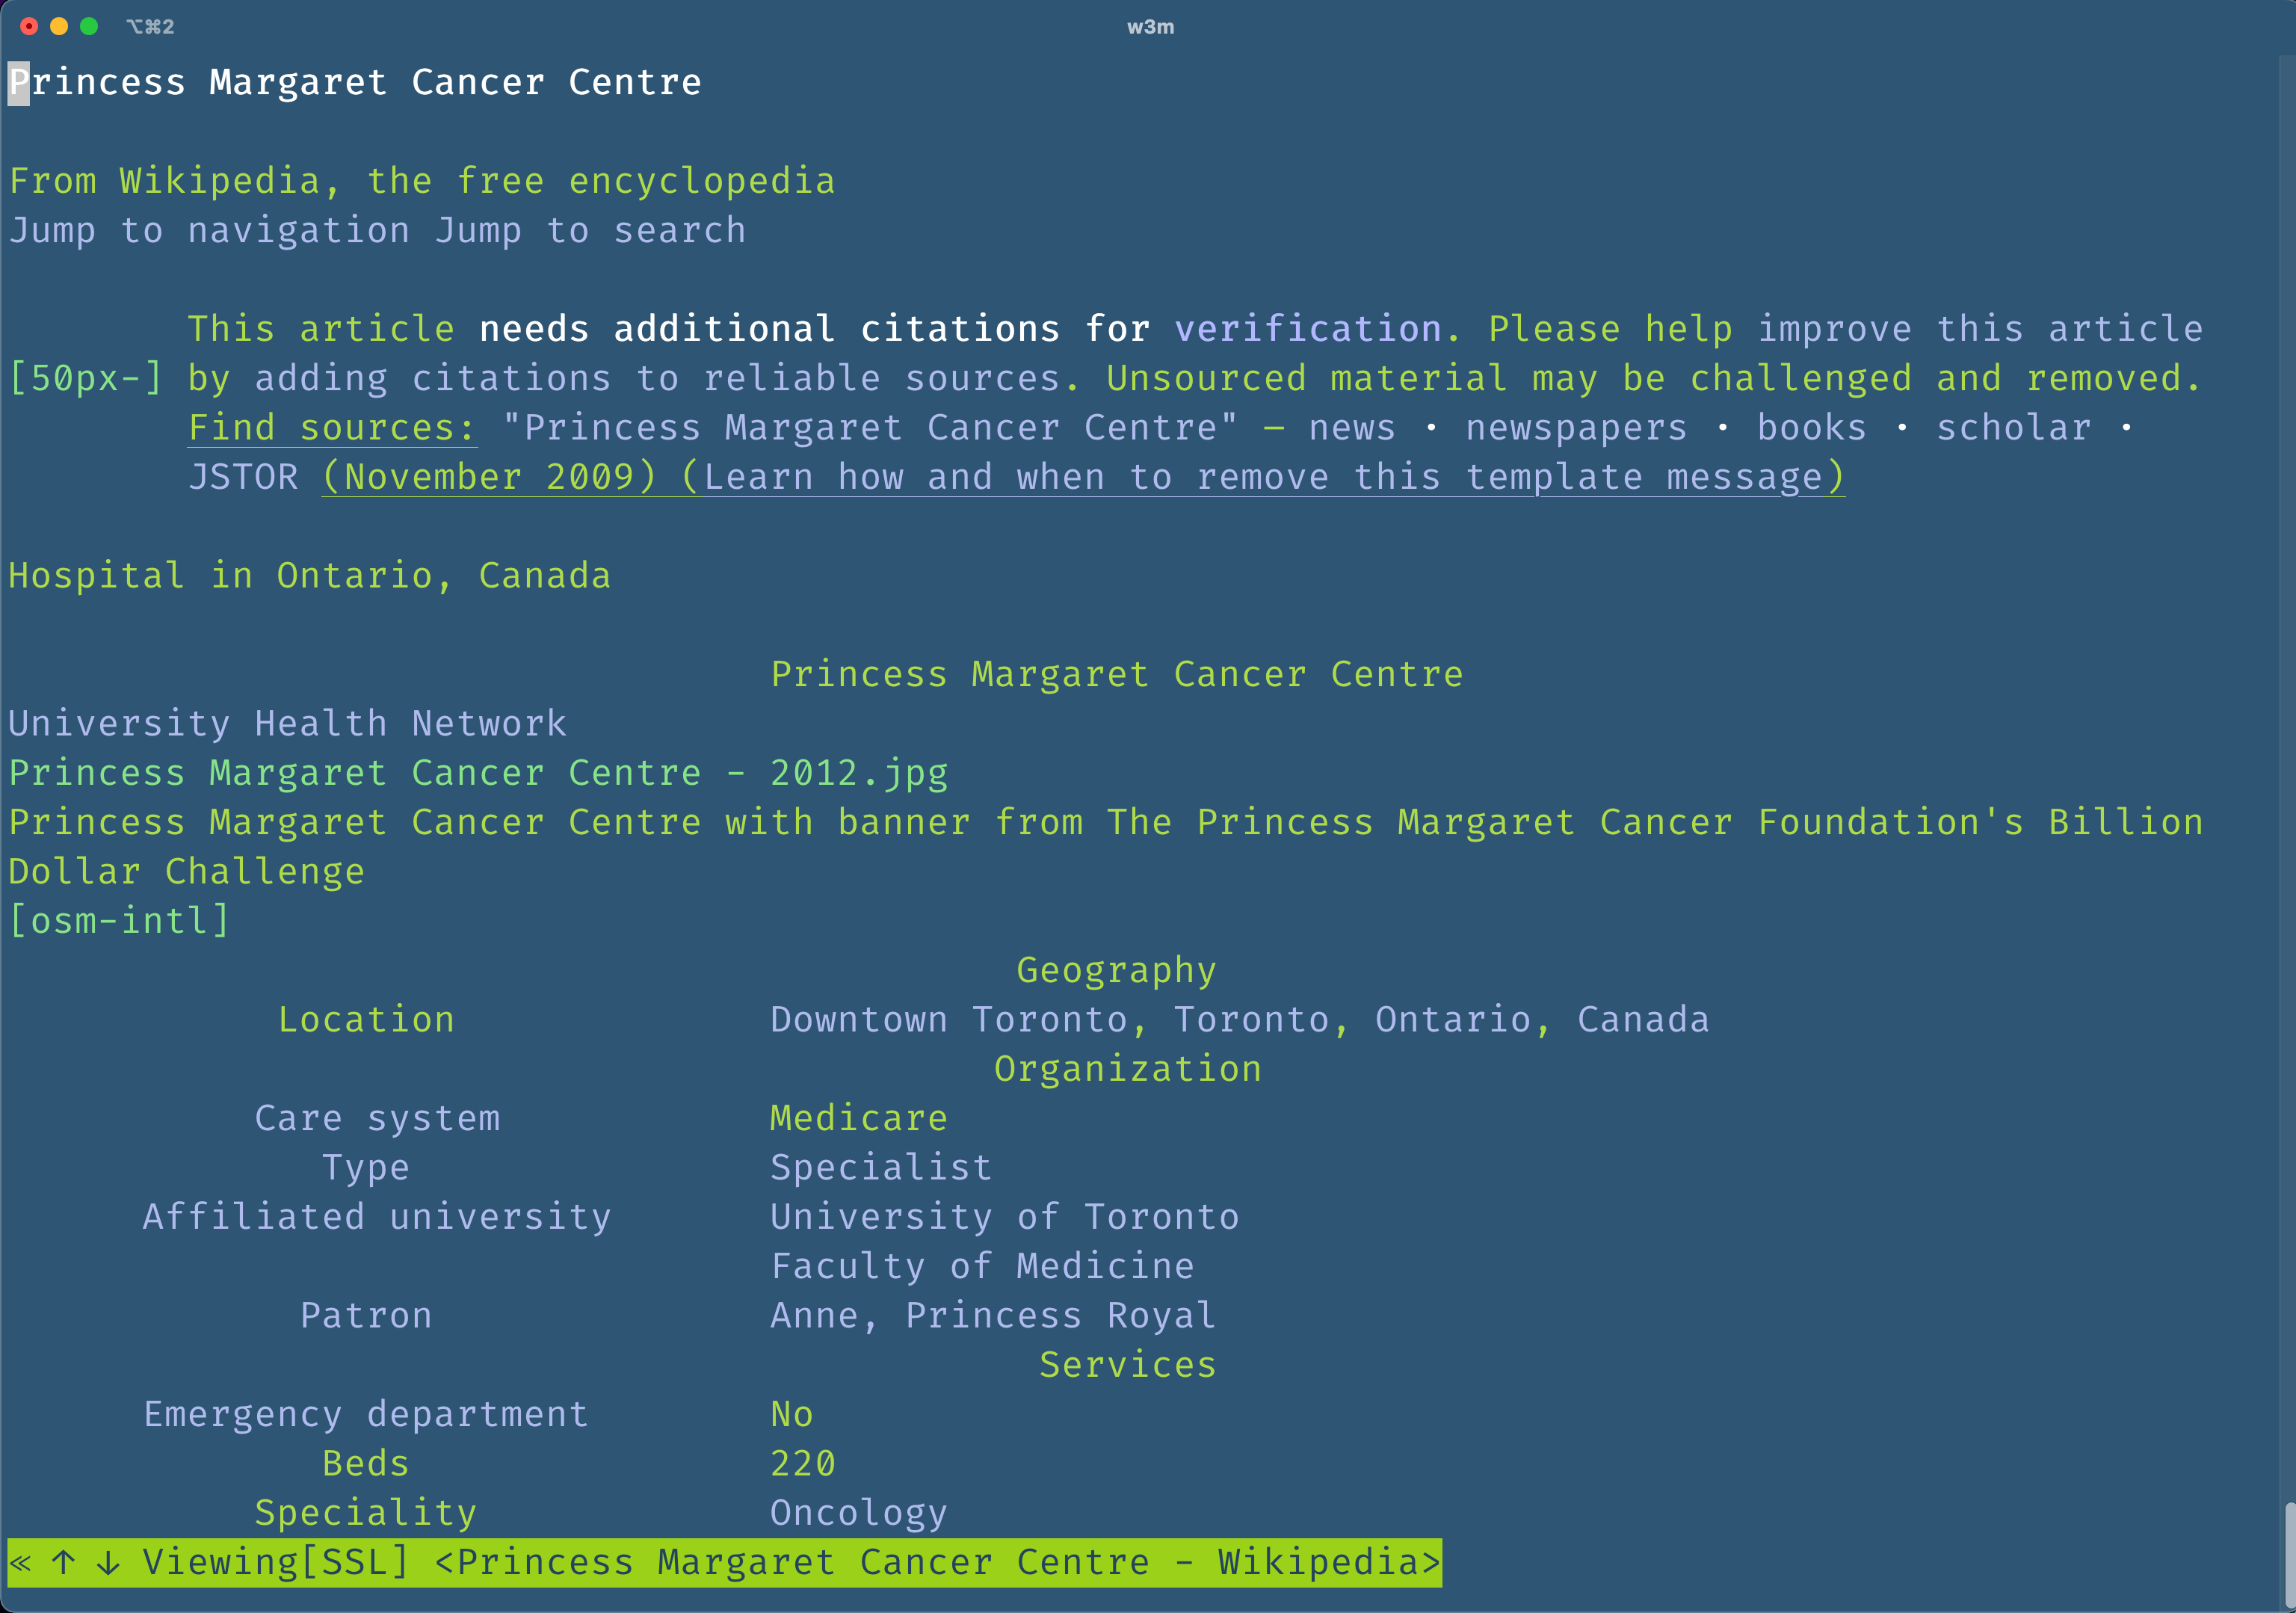 ⌥⌘2
w3m
Princess Margaret Cancer Centre
From Wikipedia, the free encyclopedia
Jump to navigation Jump to search
This article needs additional citations for verification. Please help improve this article
[50px-] by adding citations to reliable sources. Unsourced material may be challenged and removed.
Find sources: "Princess Margaret Cancer Centre" – news · newspapers · books · scholar ·
JSTOR (November 2009) (Learn how and when to remove this template message)
Hospital in Ontario, Canada
Princess Margaret Cancer Centre
University Health Network
Princess Margaret Cancer Centre - 2012.jpg
Princess Margaret Cancer Centre with banner from The Princess Margaret Cancer Foundation's Billion
Dollar Challenge
[osm-intl]
Geography
Location Downtown Toronto, Toronto, Ontario, Canada
Organization
Care system Medicare
Type Specialist
Affiliated university University of Toronto
Faculty of Medicine
Patron Anne, Princess Royal
Services
Emergency department No
Beds 220
Speciality Oncology
« ↑ ↓ Viewing[SSL] <Princess Margaret Cancer Centre - Wikipedia>